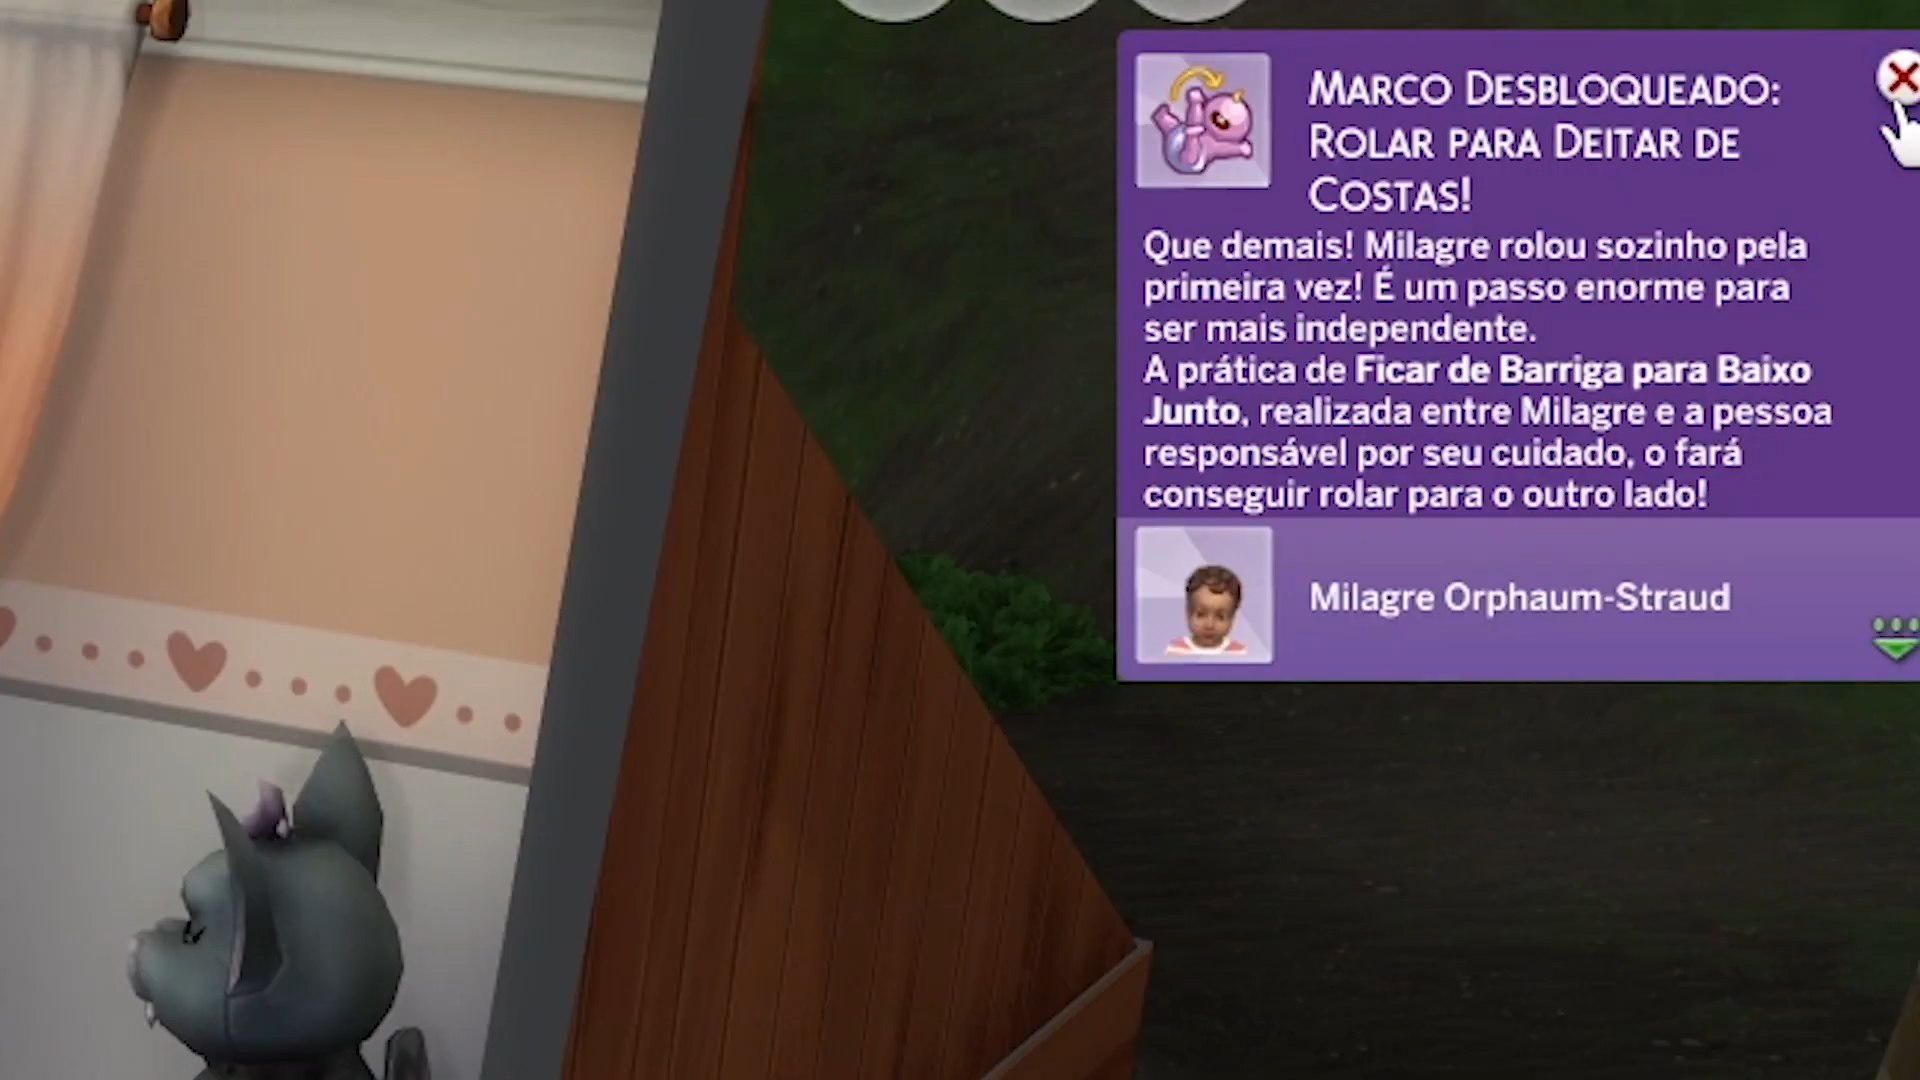 MARCO DESBLOQUEADO:
ROLAR PARA DEITAR DE
COSTAS!
Que demais! Milagre rolou sozinho pela
primeira vez! É um passo enorme para
ser mais independente.
A prática de Ficar de Barriga para Baixo
Junto, realizada entre Milagre e a pessoa
responsável por seu cuidado, o fará
conseguir rolar para o outro lado!
Milagre Orphaum-Straud